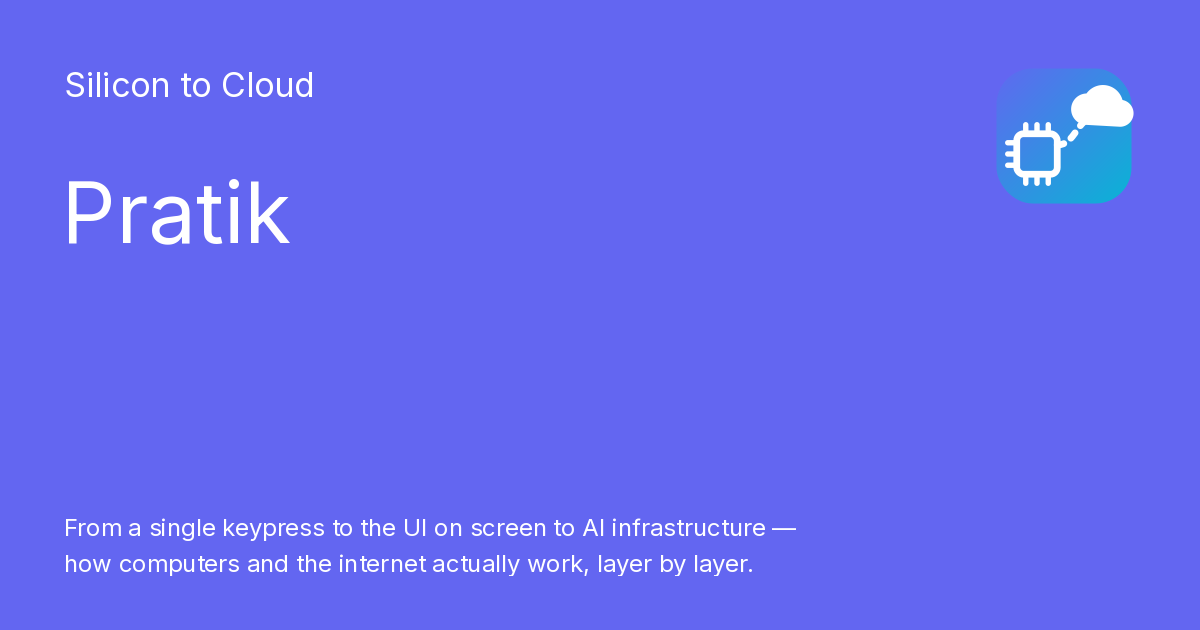 Silicon to Cloud
Pratik
From a single keypress to the UI on screen to AI infrastructure —
how computers and the internet actually work, layer by layer.